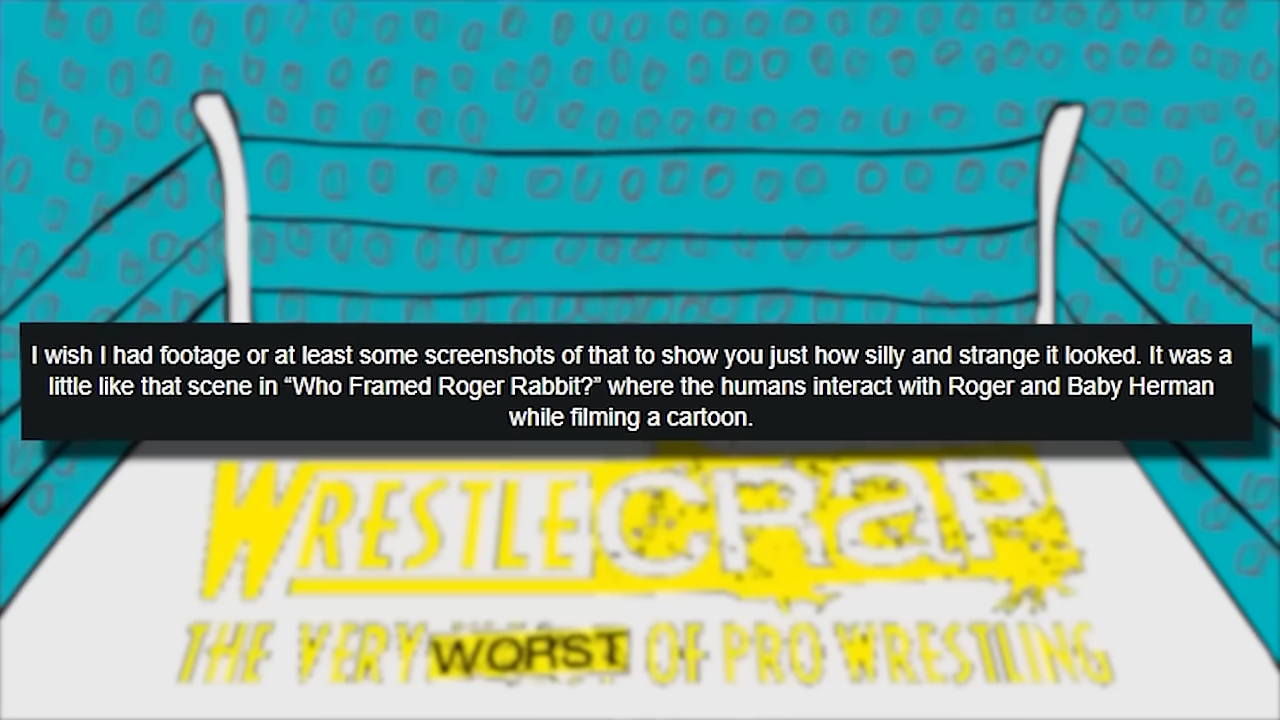 I wish I had footage or at least some screenshots of that to show you just how silly and strange it looked. It was a
little like that scene in “Who Framed Roger Rabbit?” where the humans interact with Roger and Baby Herman
while filming a cartoon.
WRESTLECRAP
THE VERY WORST OF PRO WRESTLING